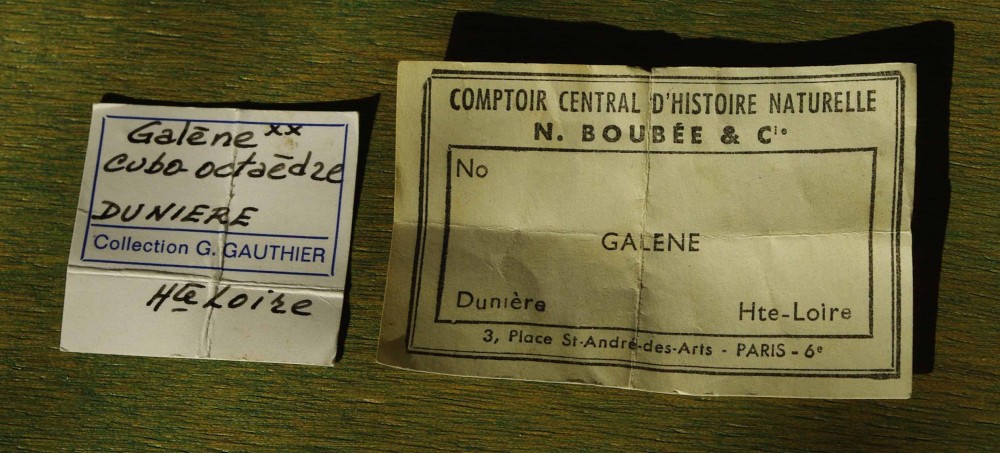 Galène xx
cubo octaèdre
DUNIERE
Collection G. GAUTHIER
Hte Loire
COMPTOIR CENTRAL D'HISTOIRE NATURELLE
N. BOUBÉE & Cie
No
GALENE
Dunière
Hte-Loire
3, Place St-André-des-Arts - PARIS - 6e